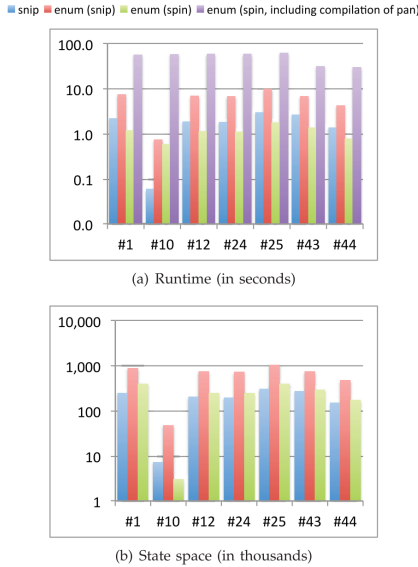 snip enum (snip) enum (spin) enum (spin, including compilation of pan)
100.0
10.0
1.0
0.1
0.0
#1 #10 #12 #24 #25 #43 #44
(a) Runtime (in seconds)
10,000
1,000
100
10
1
#1 #10 #12 #24 #25 #43 #44
(b) State space (in thousands)